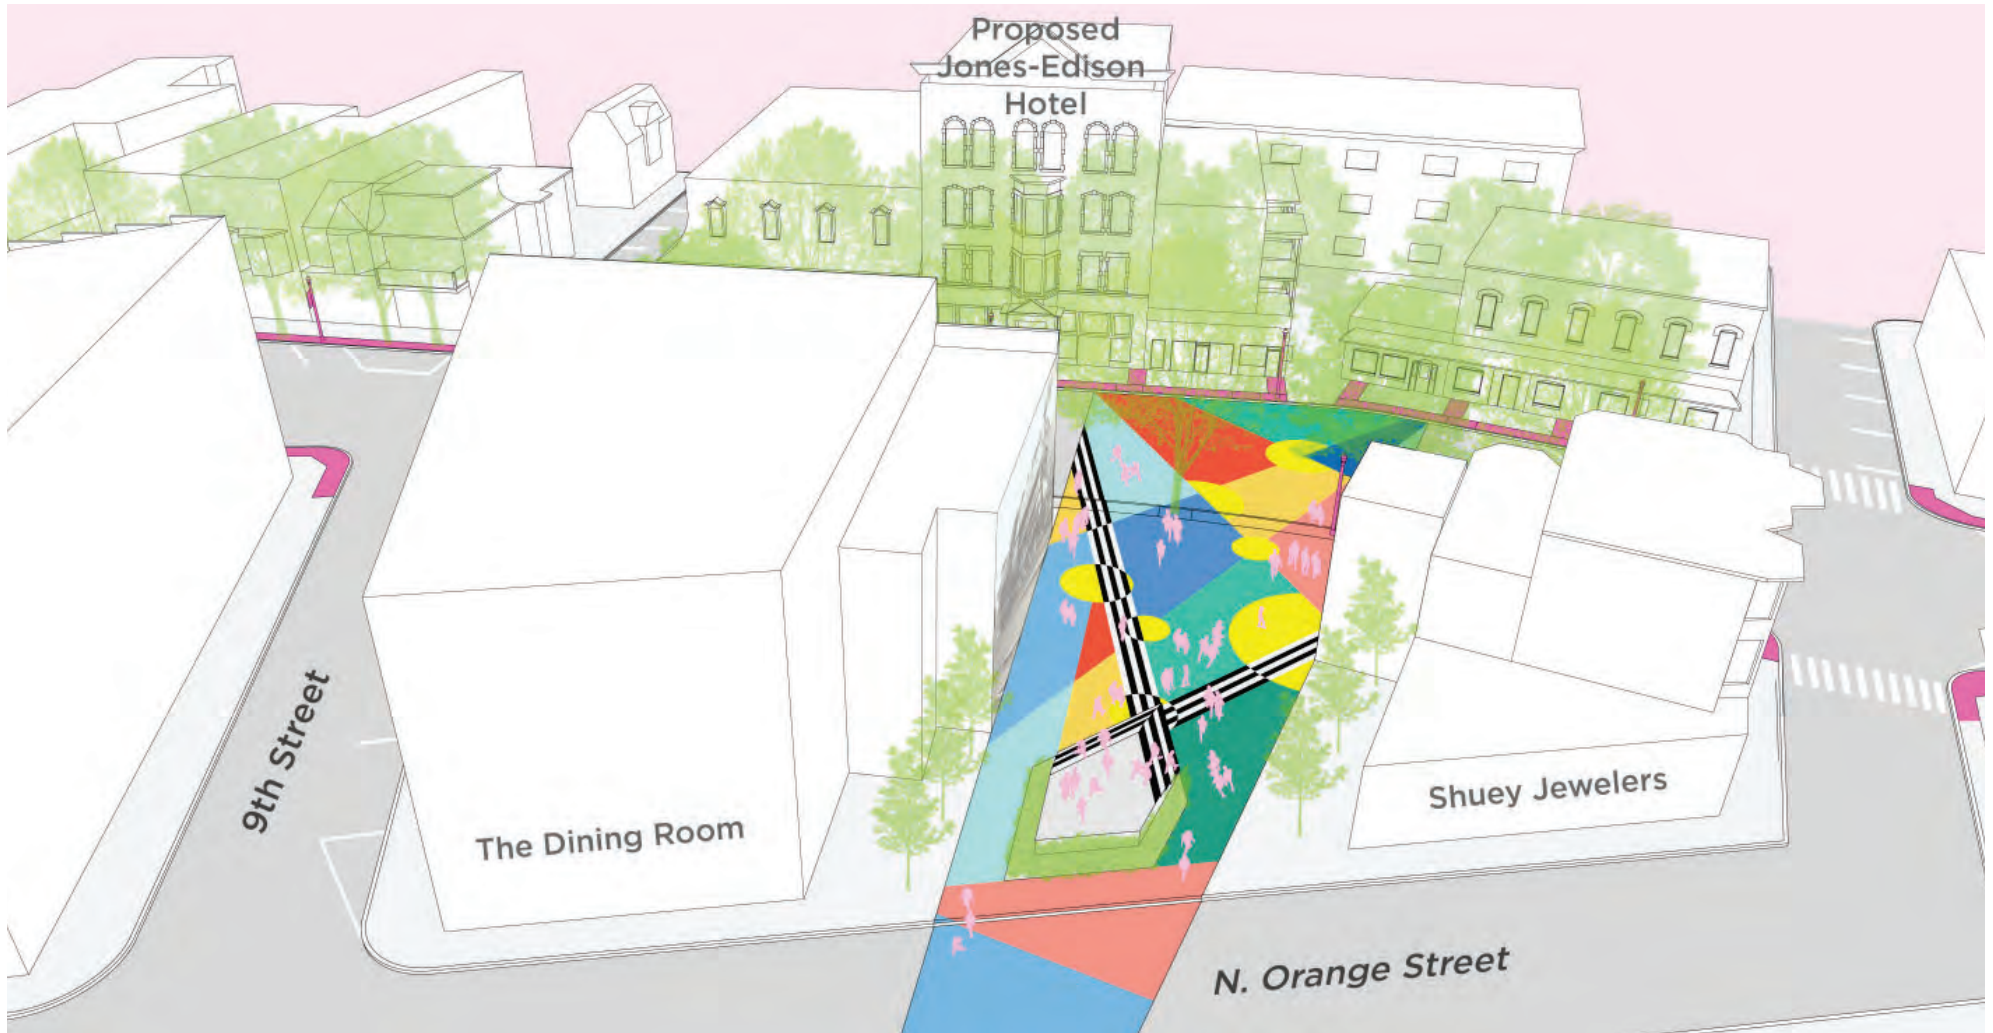 Proposed
Jones-Edison
Hotel
9th Street
The Dining Room
Shuey Jewelers
N. Orange Street